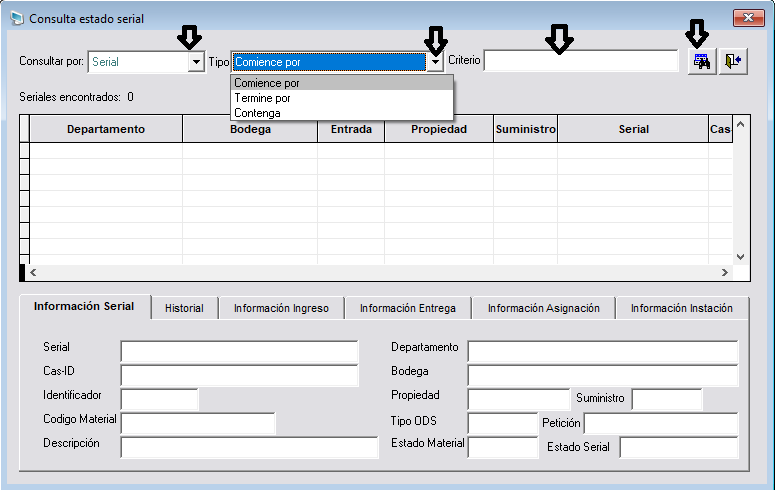 Consulta estado serial
Consultar por: Serial Tipo Comience por Criterio
Comience por
Termine por
Contenga
Seriales encontrados: 0
Departamento Bodega Entrada Propiedad Suministro Serial Cas-
Información Serial Historial Información Ingreso Información Entrega Información Asignación Información Instación
Serial Departamento
Cas-ID Bodega
Identificador Propiedad Suministro
Codigo Material Tipo ODS Petición
Descripción Estado Material Estado Serial